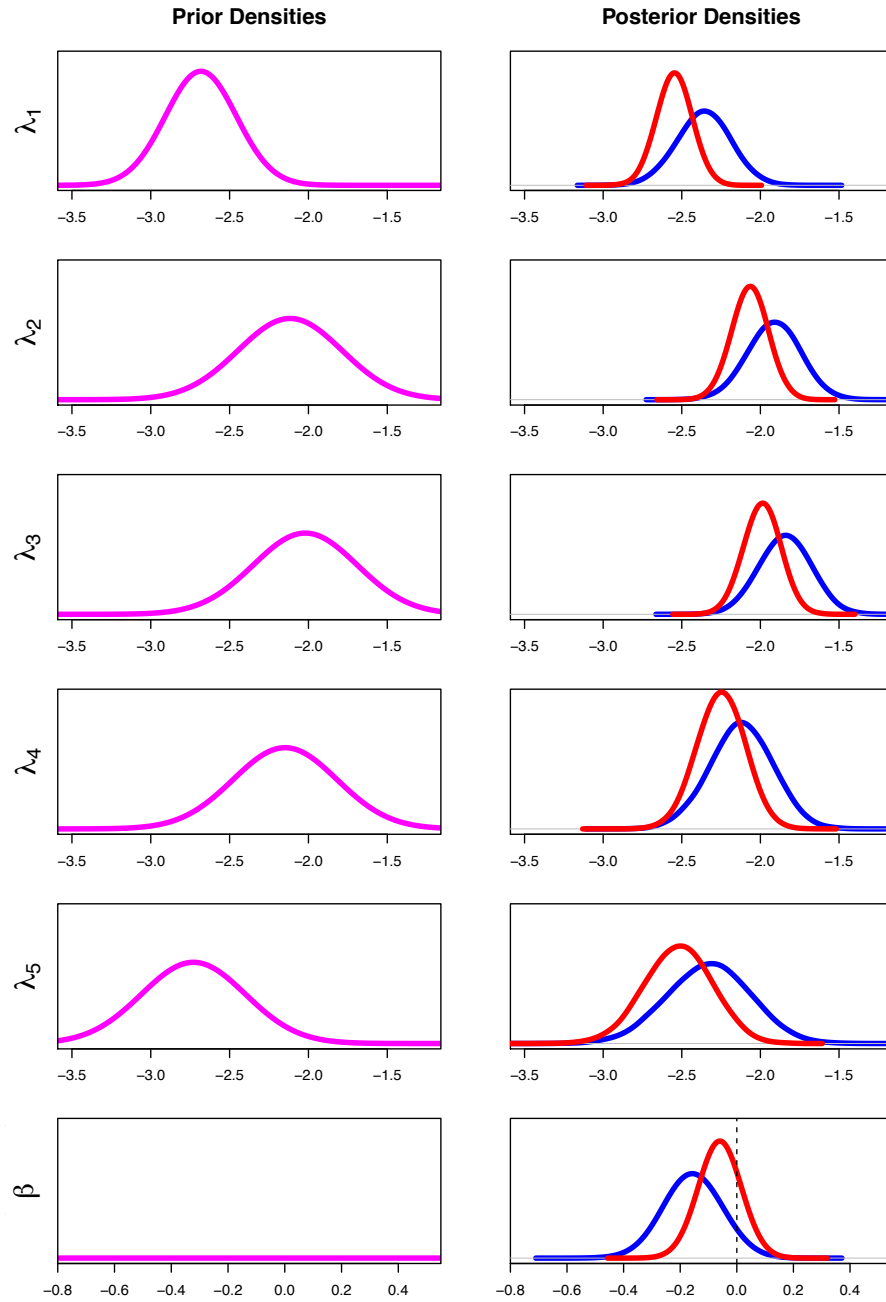 Prior Densities Posterior Densities
λ1
−3.5 −3.0 −2.5 −2.0 −1.5 −3.5 −3.0 −2.5 −2.0 −1.5
λ2
−3.5 −3.0 −2.5 −2.0 −1.5 −3.5 −3.0 −2.5 −2.0 −1.5
λ3
−3.5 −3.0 −2.5 −2.0 −1.5 −3.5 −3.0 −2.5 −2.0 −1.5
λ4
−3.5 −3.0 −2.5 −2.0 −1.5 −3.5 −3.0 −2.5 −2.0 −1.5
λ5
−3.5 −3.0 −2.5 −2.0 −1.5 −3.5 −3.0 −2.5 −2.0 −1.5
β
−0.8 −0.6 −0.4 −0.2 0.0 0.2 0.4 −0.8 −0.6 −0.4 −0.2 0.0 0.2 0.4